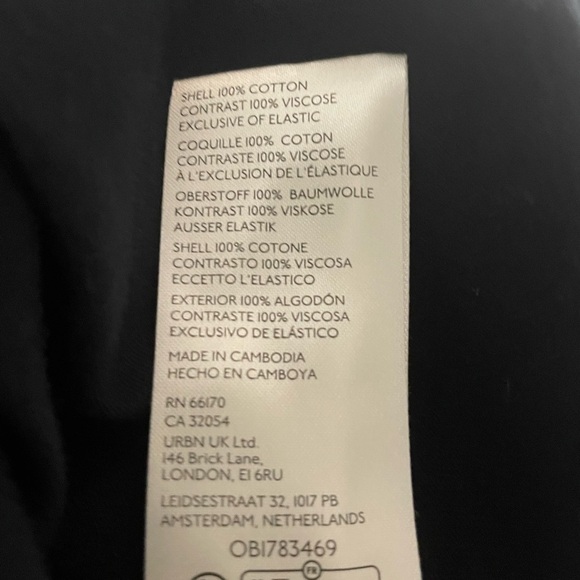 SHELL 100% COTTON
CONTRAST 100% VISCOSE
EXCLUSIVE OF ELASTIC
COQUILLE 100% COTON
CONTRASTE 100% VISCOSE
À L'EXCLUSION DE L'ÉLASTIQUE
OBERSTOFF 100% BAUMWOLLE
KONTRAST 100% VISKOSE
AUSSER ELASTIK
SHELL 100% COTONE
CONTRASTO 100% VISCOSA
ECCETTO L'ELASTICO
EXTERIOR 100% ALGODÓN
CONTRASTE 100% VISCOSA
EXCLUSIVO DE ELÁSTICO
MADE IN CAMBODIA
HECHO EN CAMBOYA
RN 66170
CA 32054
URBN UK Ltd.
146 Brick Lane,
LONDON, E1 6RU
LEIDSESTRAAT 32, 1017 PB
AMSTERDAM, NETHERLANDS
OB1783469
FR